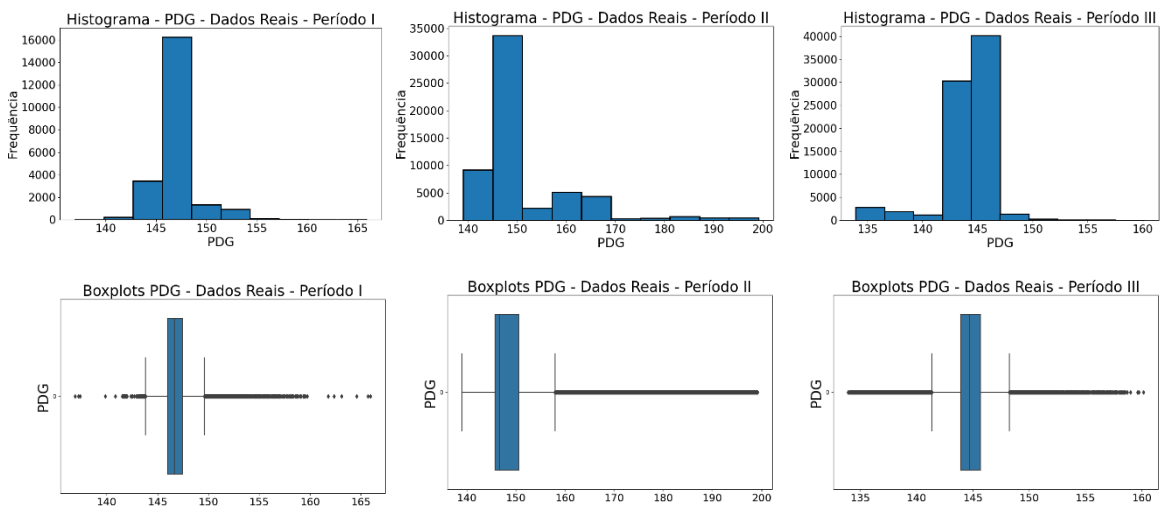 Histograma - PDG - Dados Reais - Período I
Frequência
16000
14000
12000
10000
8000
6000
4000
2000
0
140 145 150 155 160 165
PDG
Histograma - PDG - Dados Reais - Período II
Frequência
35000
30000
25000
20000
15000
10000
5000
0
140 150 160 170 180 190 200
PDG
Histograma - PDG - Dados Reais - Período III
Frequência
40000
35000
30000
25000
20000
15000
10000
5000
0
135 140 145 150 155 160
PDG
Boxplots PDG - Dados Reais - Período I
PDG
0
140 145 150 155 160 165
Boxplots PDG - Dados Reais - Período II
PDG
0
140 150 160 170 180 190 200
Boxplots PDG - Dados Reais - Período III
PDG
0
135 140 145 150 155 160